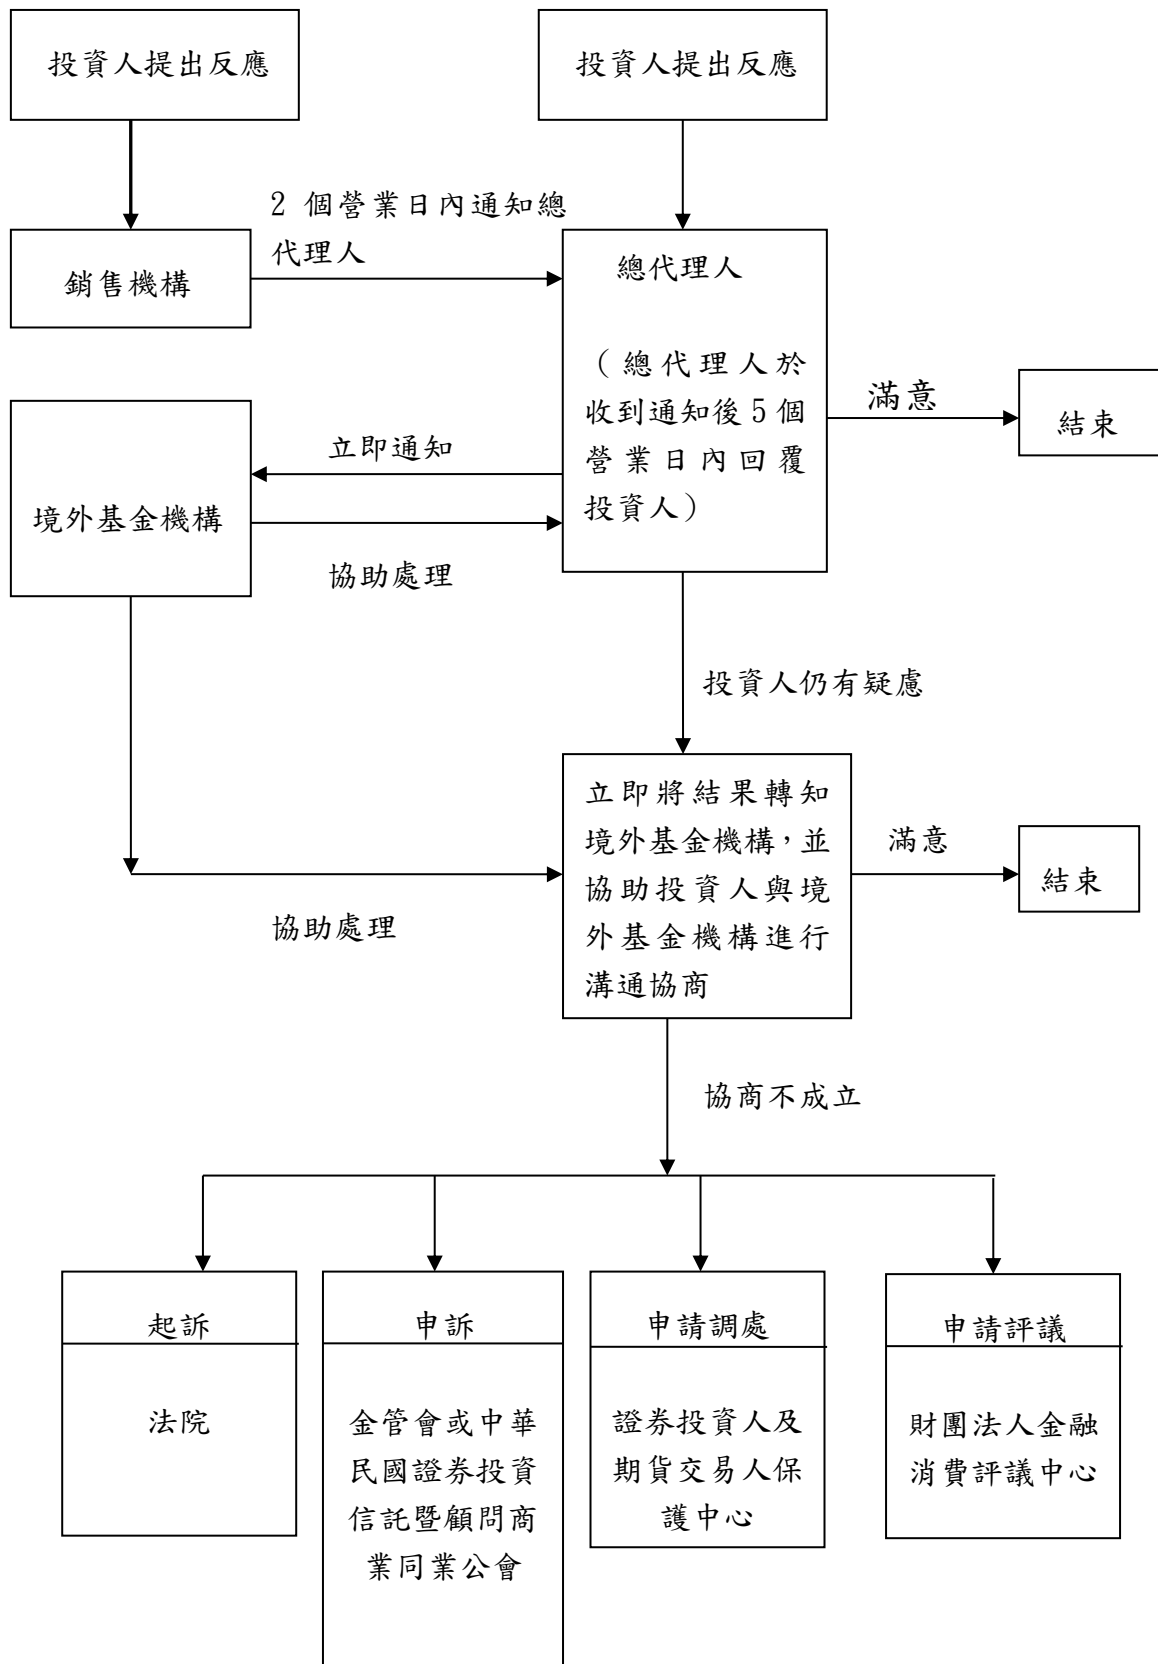 投資人提出反應
投資人提出反應
2 個營業日內通知總
代理人
銷售機構
總代理人
（總代理人於
收到通知後 5 個
營業日內回覆
投資人）
滿意
結束
立即通知
境外基金機構
協助處理
投資人仍有疑慮
立即將結果轉知
境外基金機構，並
協助投資人與境
外基金機構進行
溝通協商
滿意
結束
協助處理
協商不成立
起訴
法院
申訴
金管會或中華
民國證券投資
信託暨顧問商
業同業公會
申請調處
證券投資人及
期貨交易人保
護中心
申請評議
財團法人金融
消費評議中心